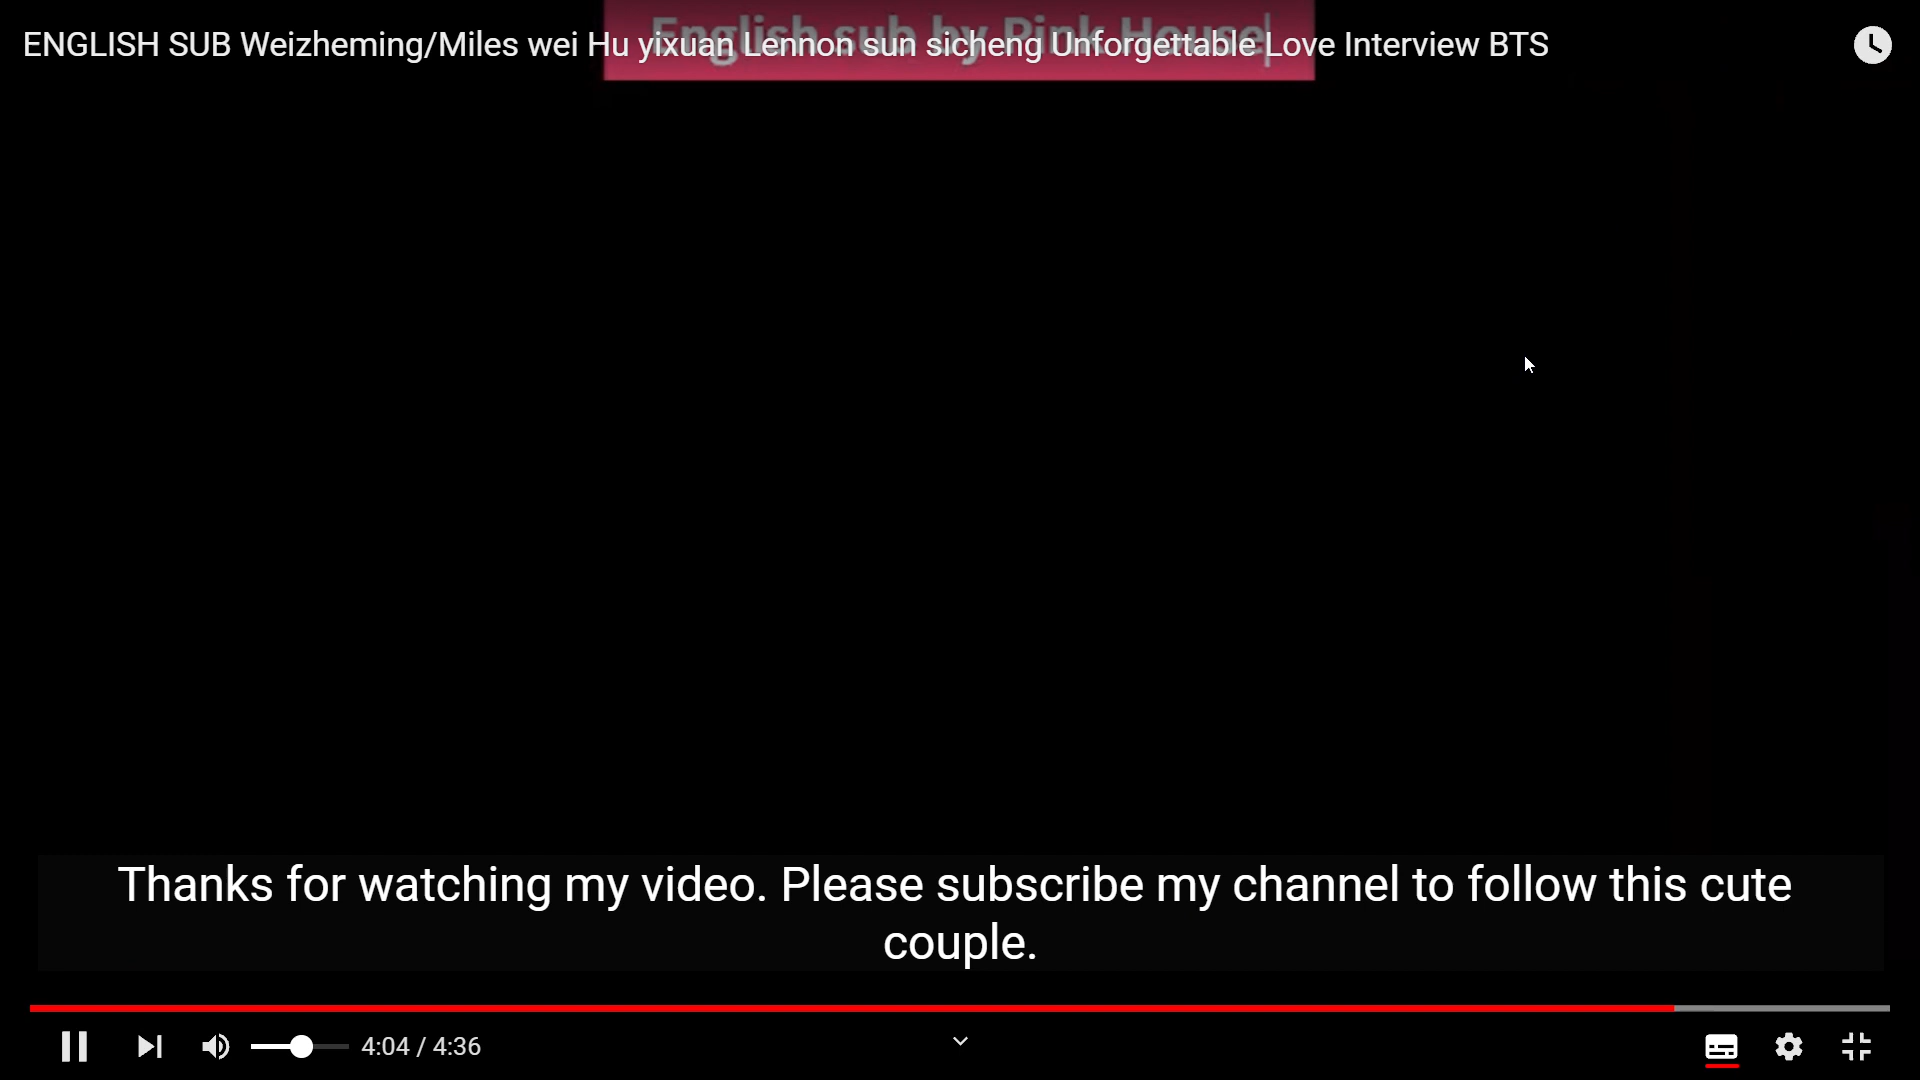 English sub by Pink House
ENGLISH SUB Weizheming/Miles wei Hu yixuan Lennon sun sicheng Unforgettable Love Interview BTS
Thanks for watching my video. Please subscribe my channel to follow this cute
couple.
4:04 / 4:36